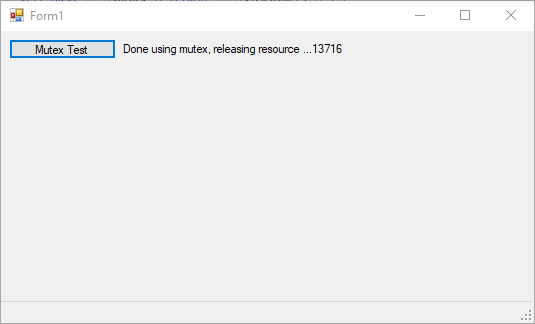 Form1
Mutex Test
Done using mutex, releasing resource ...13716